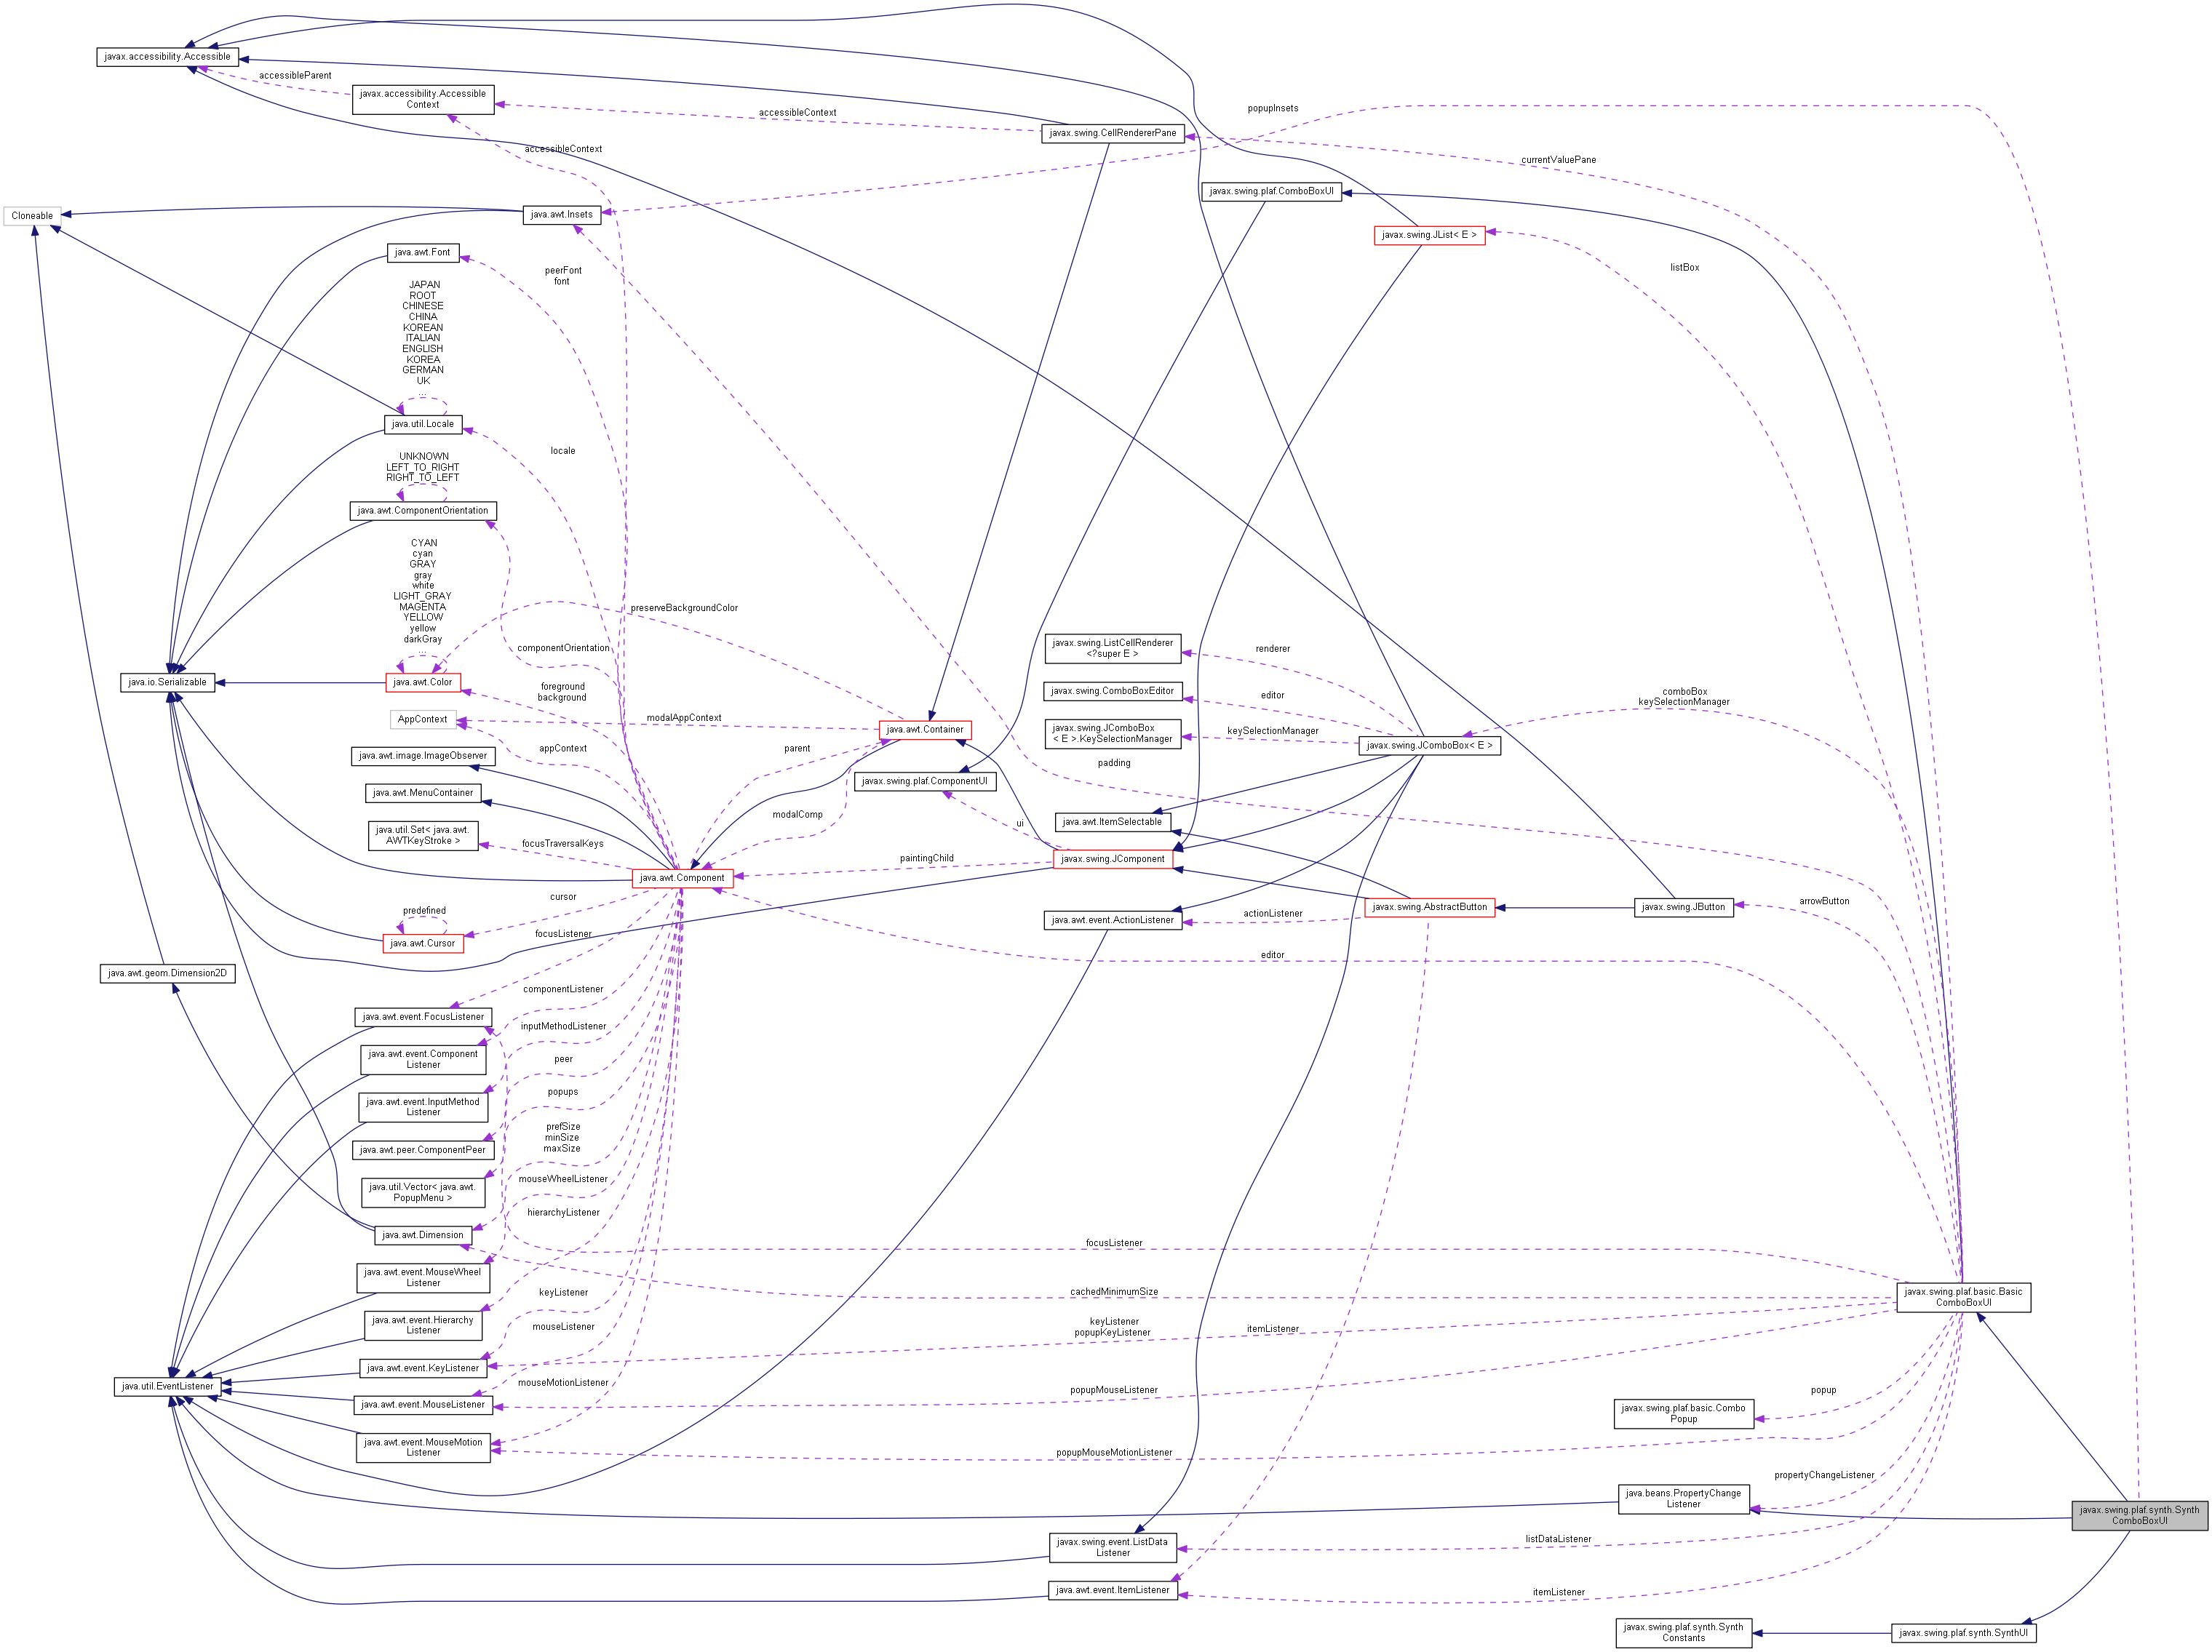 javax.accessibility.Accessible
accessibleParent
javax.accessibility.Accessible
Context
accessibleContext
popupInsets
javax.swing.CellRendererPane
accessibleContext
currentValuePane
javax.swing.plaf.ComboBoxUI
Cloneable
java.awt.Insets
javax.swing.JList< E >
java.awt.Font
peerFont
font
listBox
JAPAN
ROOT
CHINESE
CHINA
KOREAN
ITALIAN
ENGLISH
KOREA
GERMAN
UK
...
java.util.Locale
locale
UNKNOWN
LEFT_TO_RIGHT
RIGHT_TO_LEFT
java.awt.ComponentOrientation
CYAN
cyan
GRAY
gray
white
LIGHT_GRAY
MAGENTA
YELLOW
yellow
darkGray
...
preserveBackgroundColor
componentOrientation
javax.swing.ListCellRenderer
<?super E >
renderer
java.io.Serializable
java.awt.Color
foreground
background
javax.swing.ComboBoxEditor
editor
comboBox
keySelectionManager
AppContext
modalAppContext
java.awt.Container
javax.swing.JComboBox
< E >.KeySelectionManager
keySelectionManager
javax.swing.JComboBox< E >
java.awt.image.ImageObserver
appContext
parent
padding
javax.swing.plaf.ComponentUI
java.awt.MenuContainer
modalComp
ui
java.awt.ItemSelectable
java.util.Set< java.awt.
AWTKeyStroke >
focusTraversalKeys
paintingChild
javax.swing.JComponent
java.awt.Component
cursor
predefined
java.awt.Cursor
focusListener
java.awt.event.ActionListener
actionListener
javax.swing.AbstractButton
javax.swing.JButton
arrowButton
editor
java.awt.geom.Dimension2D
componentListener
java.awt.event.FocusListener
inputMethodListener
java.awt.event.Component
Listener
peer
java.awt.event.InputMethod
Listener
popups
java.awt.peer.ComponentPeer
prefSize
minSize
maxSize
java.util.Vector< java.awt.
PopupMenu >
mouseWheelListener
hierarchyListener
java.awt.Dimension
focusListener
java.awt.event.MouseWheel
Listener
keyListener
cachedMinimumSize
javax.swing.plaf.basic.Basic
ComboBoxUI
java.awt.event.Hierarchy
Listener
mouseListener
keyListener
popupKeyListener
itemListener
java.awt.event.KeyListener
java.util.EventListener
mouseMotionListener
popupMouseListener
popup
java.awt.event.MouseListener
javax.swing.plaf.basic.Combo
Popup
java.awt.event.MouseMotion
Listener
popupMouseMotionListener
propertyChangeListener
java.beans.PropertyChange
Listener
javax.swing.plaf.synth.Synth
ComboBoxUI
javax.swing.event.ListData
Listener
listDataListener
java.awt.event.ItemListener
itemListener
javax.swing.plaf.synth.Synth
Constants
javax.swing.plaf.synth.SynthUI